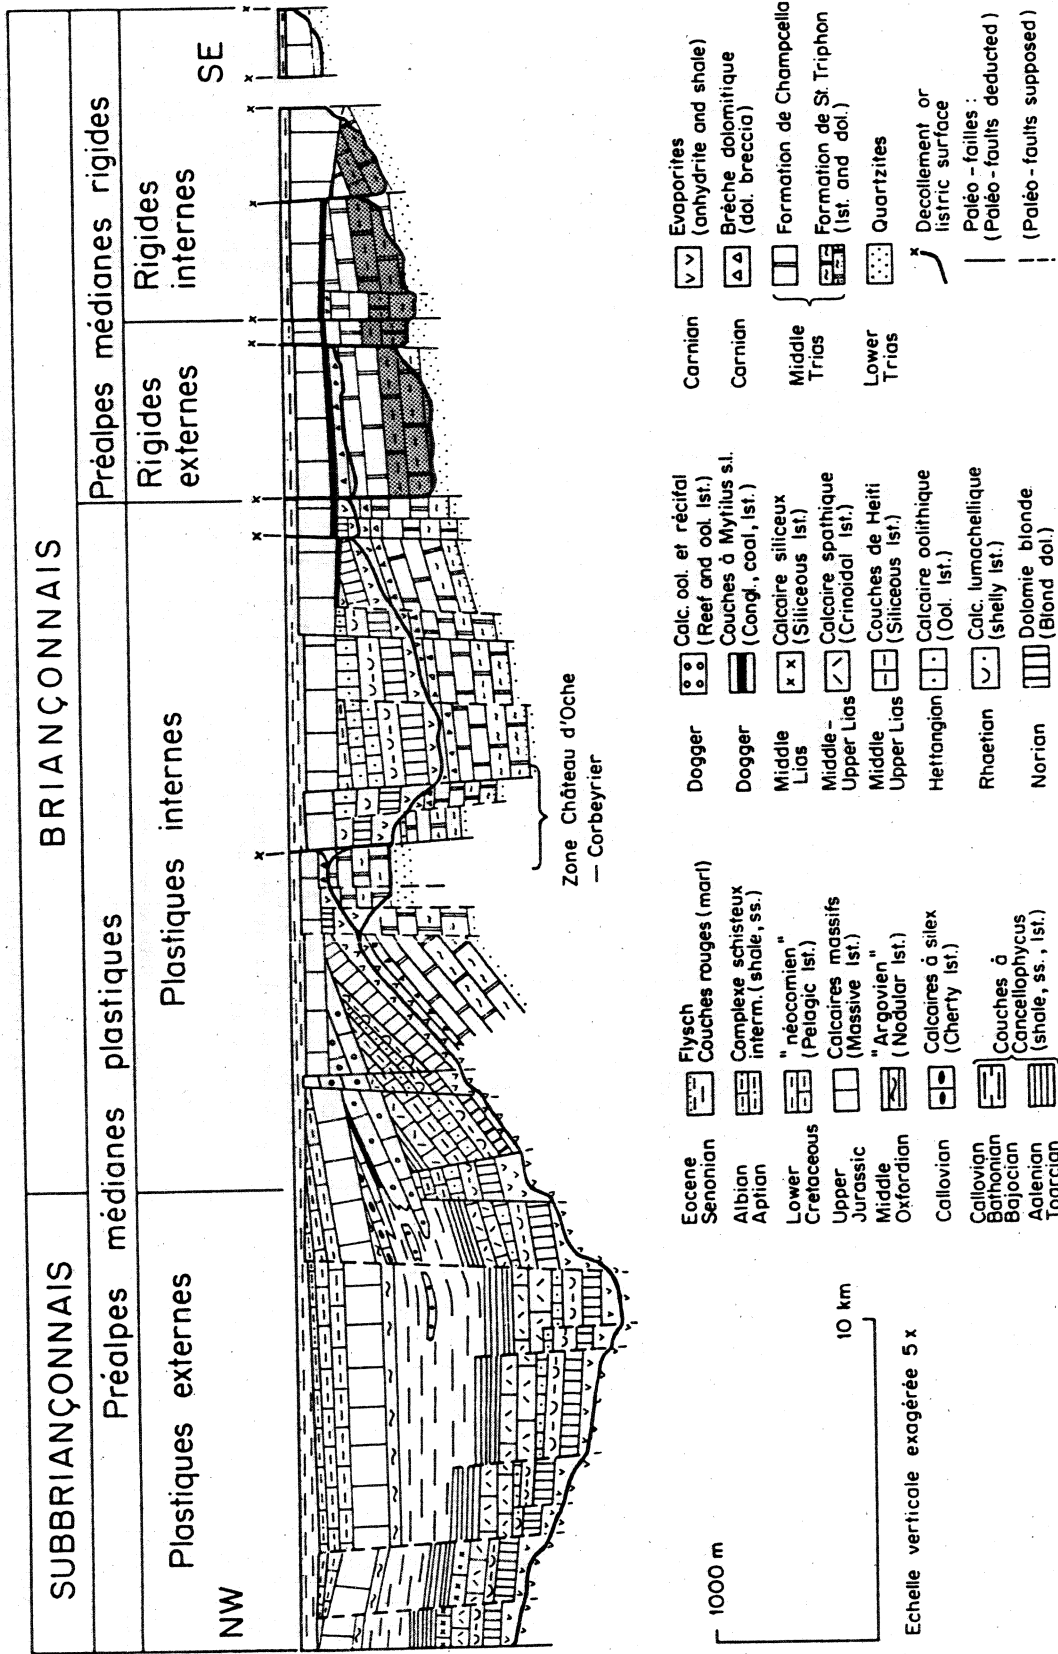 SUBBRIANÇONNAIS
BRIANÇONNAIS
Préalpes médianes plastiques
Préalpes médianes rigides
Plastiques externes
Plastiques internes
Rigides
externes
Rigides
internes
NW
SE
Zone Château d'Oche
— Corbeyrier
1000 m
10 km
Echelle verticale exagérée 5x
Eocene
Senonian
Flysch
Couches rouges (marl)
Albian
Aptian
Complexe schisteux
interm. (shale, ss.)
Lower
Cretaceous
"néocomien"
(Pelagic lst.)
Upper
Jurassic
Calcaires massifs
(Massive lst.)
Middle
Oxfordian
"Argovien"
(Nodular lst.)
Callovian
Calcaires à silex
(Cherty lst.)
Callovian
Bathonian
Bajocian
Aalenian
Toarcian
Couches à
Cancellophycus
(shale, ss., lst.)
Dogger
Calc. ool. et récifal
(Reef and ool. lst.)
Dogger
Couches à Mytilus s.l.
(Congl., coal, lst.)
Middle
Lias
Calcaire siliceux
(Siliceous lst.)
Middle -
Upper Lias
Calcaire spathique
(Crinoidal lst.)
Middle
Upper Lias
Couches de Heiti
(Siliceous lst.)
Hettangian
Calcaire oolithique
(Ool. lst.)
Rhaetian
Calc. lumachellique
(shelly lst.)
Norian
Dolomie blonde
(Blond dol.)
Carnian
Evaporites
(anhydrite and shale)
Carnian
Brèche dolomitique
(dol. breccia)
Middle
Trias
Formation de Champcella
Formation de St. Triphon
(lst. and dol.)
Lower
Trias
Quartzites
Decollement or
listric surface
Paléo-failles :
(Paléo-faults deducted)
(Paléo-faults supposed)